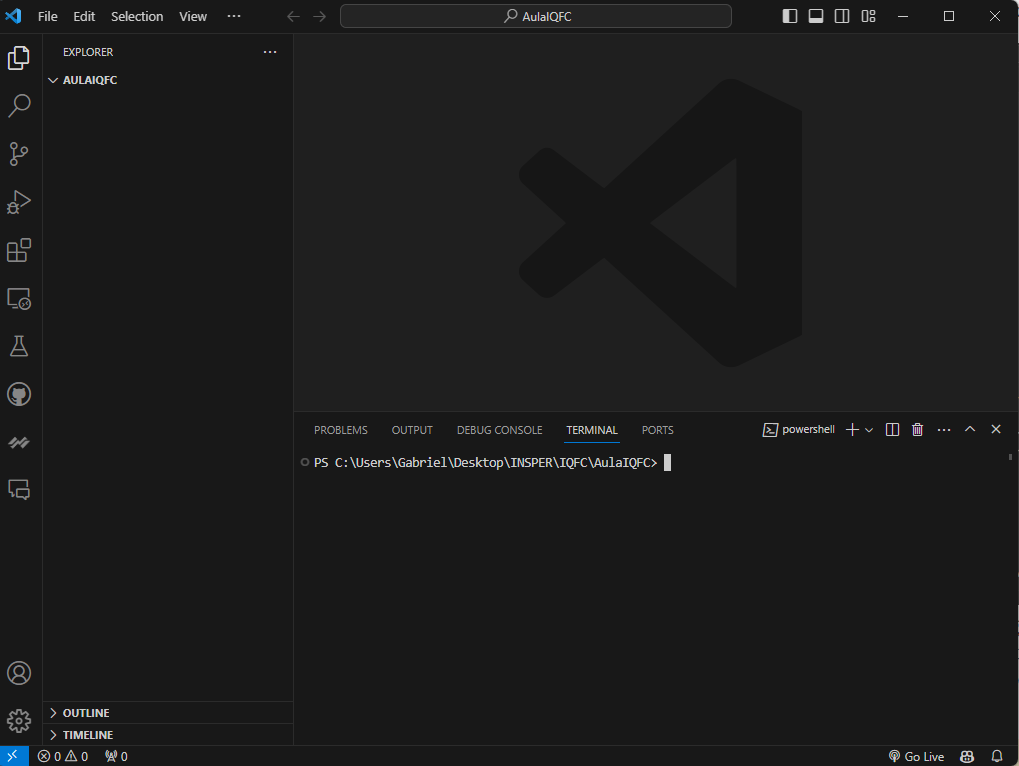 File Edit Selection View ··· AulaIQFC
EXPLORER ···
AULAIQFC
PROBLEMS OUTPUT DEBUG CONSOLE TERMINAL PORTS powershell ···
PS C:\Users\Gabriel\Desktop\INSPER\IQFC\AulaIQFC>
OUTLINE
TIMELINE
0 0 0 Go Live